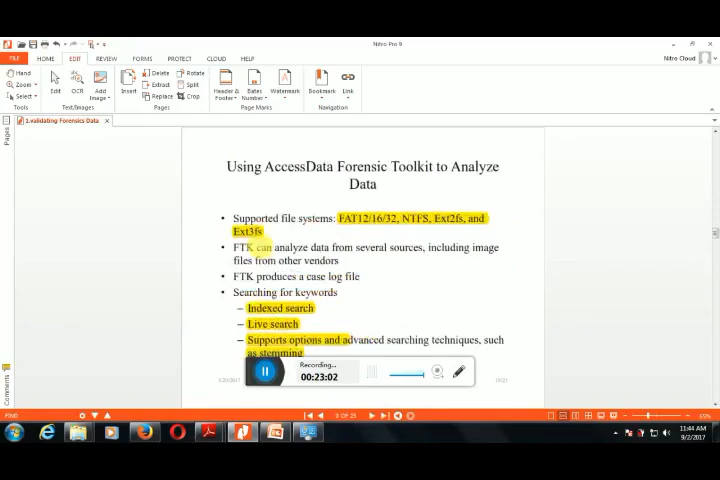 Nitro Pro 9
FILE HOME EDIT REVIEW FORMS PROTECT CLOUD HELP
Nitro Cloud
Hand
Zoom
Select
Tools
Edit
OCR
Add Image
Text/Images
Insert
Delete
Extract
Replace
Rotate
Split
Crop
Pages
Header & Footer
Bates Number
Watermark
Page Marks
Bookmark
Link
Navigation
1.validating Forensics Data
Pages
Using AccessData Forensic Toolkit to Analyze
Data
• Supported file systems: FAT12/16/32, NTFS, Ext2fs, and
Ext3fs
• FTK can analyze data from several sources, including image
files from other vendors
• FTK produces a case log file
• Searching for keywords
– Indexed search
– Live search
– Supports options and advanced searching techniques, such
as stemming
Recording...
00:23:02
Comments
FIND
65%
11:44 AM
9/2/2017